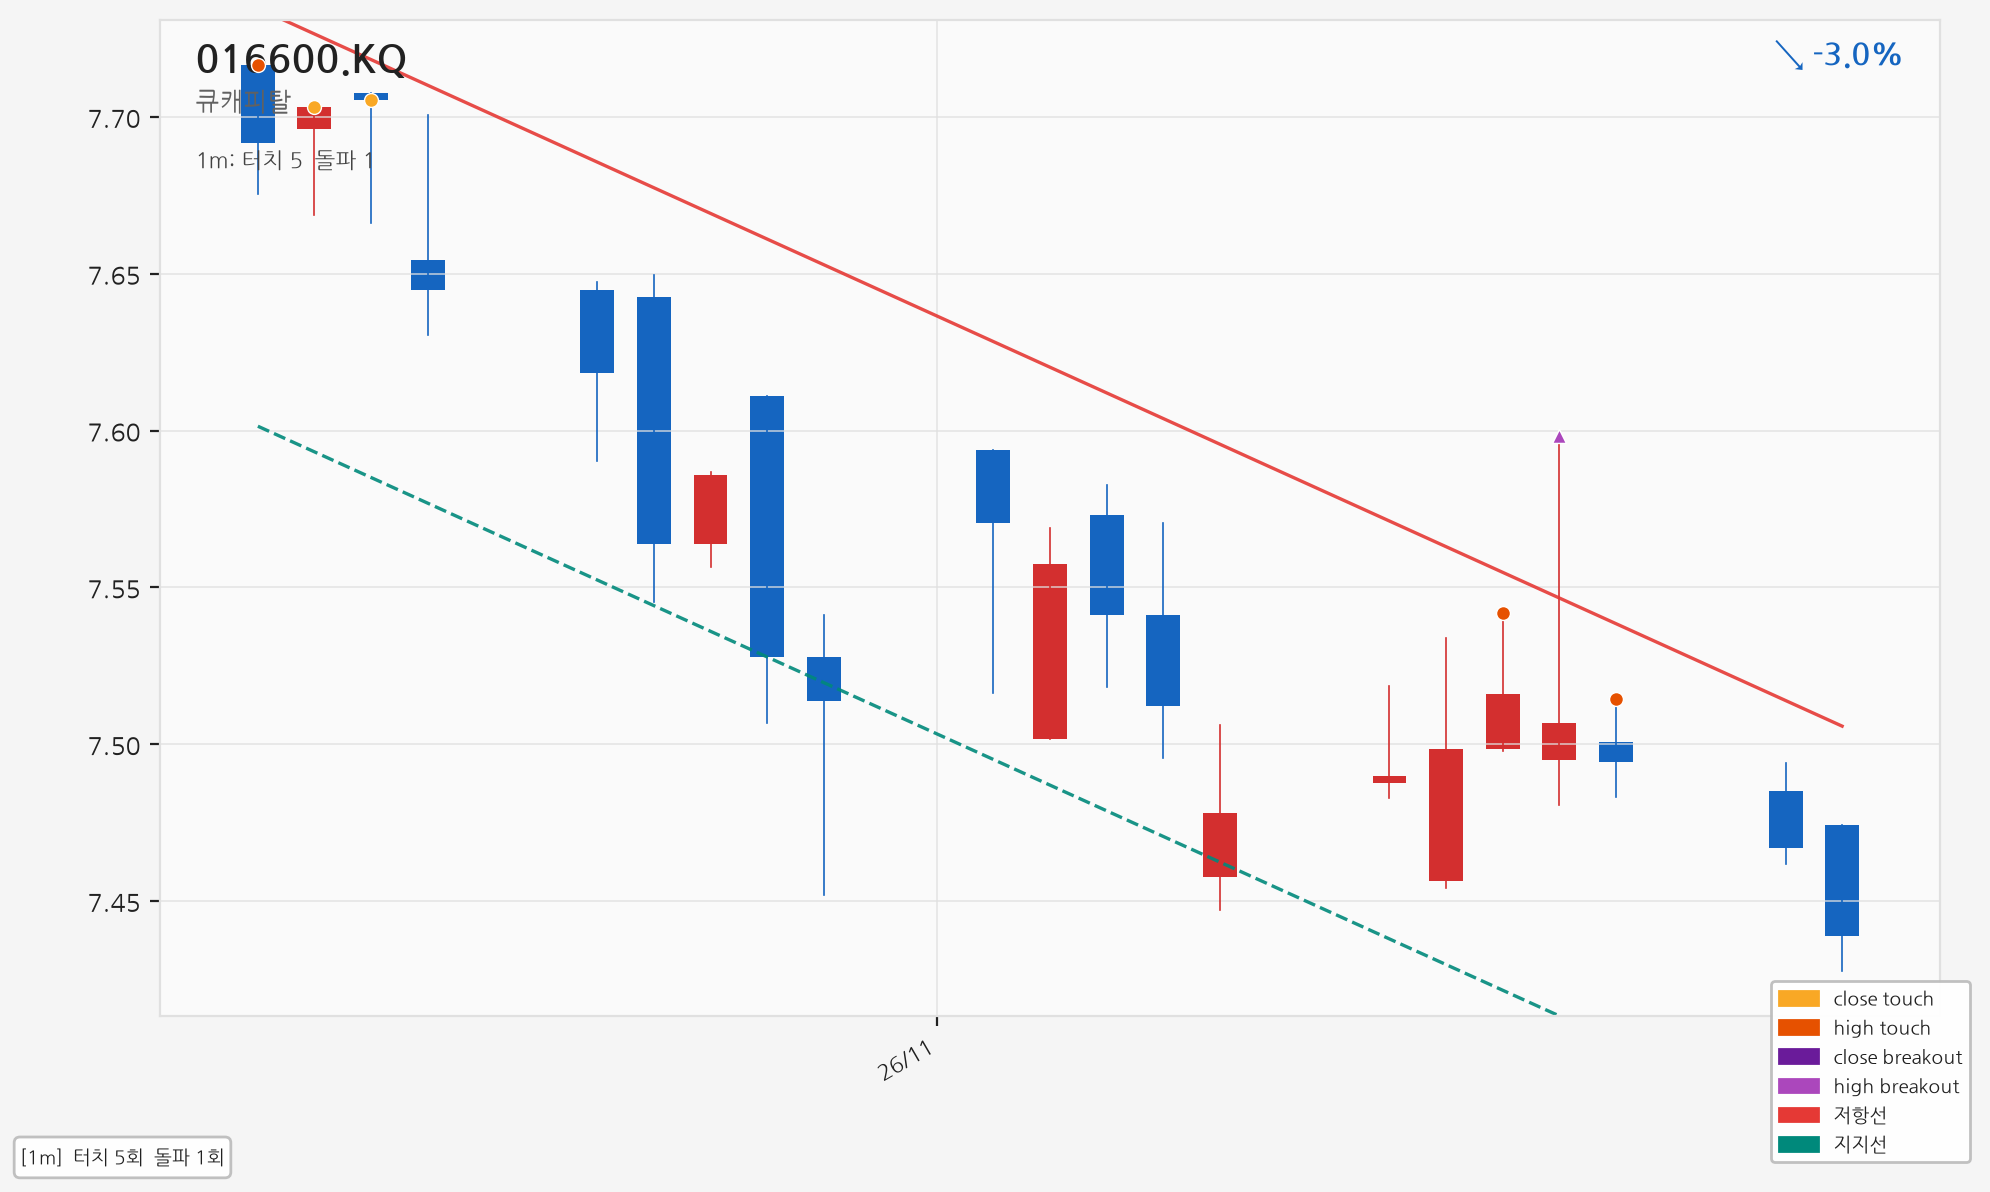 016600.KQ
큐캐피탈
1m: 터치 5  돌파 1
-3.0%
7.70
7.65
7.60
7.55
7.50
7.45
26/11
close touch
high touch
close breakout
high breakout
저항선
지지선
[1m]  터치 5회  돌파 1회